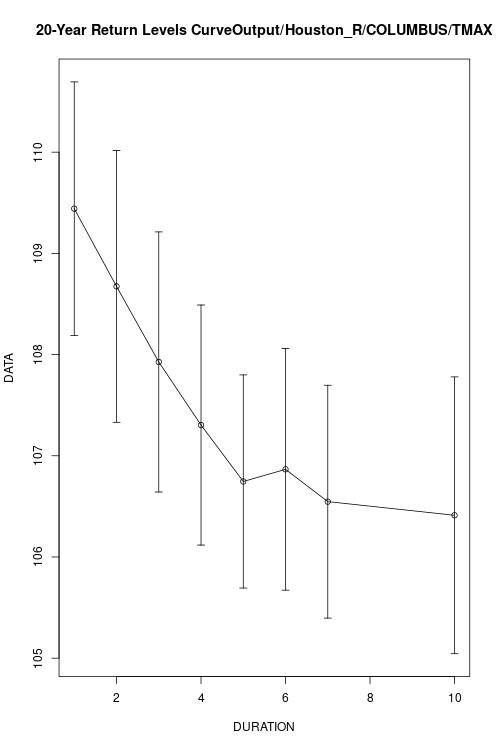 20-Year Return Levels CurveOutput/Houston_R/COLUMBUS/TMAX
110
109
108
107
106
105
DATA
2 4 6 8 10
DURATION